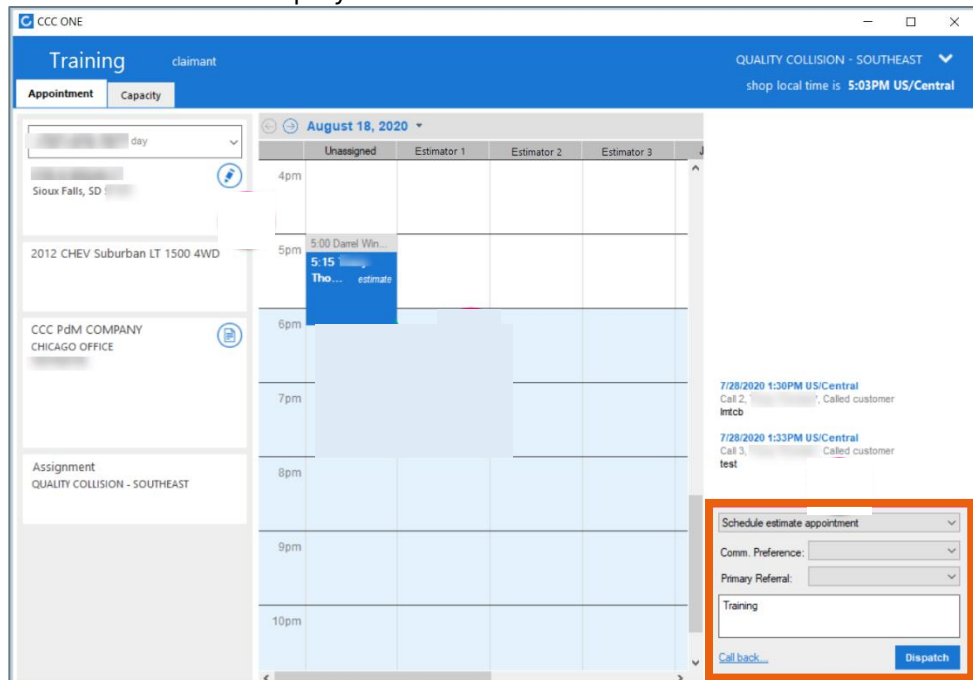 CCC ONE
Training claimant
QUALITY COLLISION - SOUTHEAST
shop local time is 5:03PM US/Central
Appointment Capacity
day
Sioux Falls, SD
2012 CHEV Suburban LT 1500 4WD
CCC PdM COMPANY
CHICAGO OFFICE
Assignment
QUALITY COLLISION - SOUTHEAST
August 18, 2020
Unassigned Estimator 1 Estimator 2 Estimator 3 J
4pm
5pm
5:00 Darrel Win...
5:15
Tho... estimate
6pm
7pm
8pm
9pm
10pm
7/28/2020 1:30PM US/Central
Call 2, Called customer
lmtcb
7/28/2020 1:33PM US/Central
Call 3, Called customer
test
Schedule estimate appointment
Comm. Preference:
Primary Referral:
Training
Call back... Dispatch